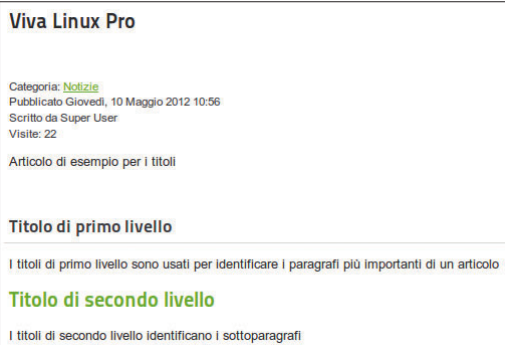 Viva Linux Pro
Categoria: Notizie
Pubblicato Giovedì, 10 Maggio 2012 10:56
Scritto da Super User
Visite: 22
Articolo di esempio per i titoli
Titolo di primo livello
I titoli di primo livello sono usati per identificare i paragrafi più importanti di un articolo
Titolo di secondo livello
I titoli di secondo livello identificano i sottoparagrafi